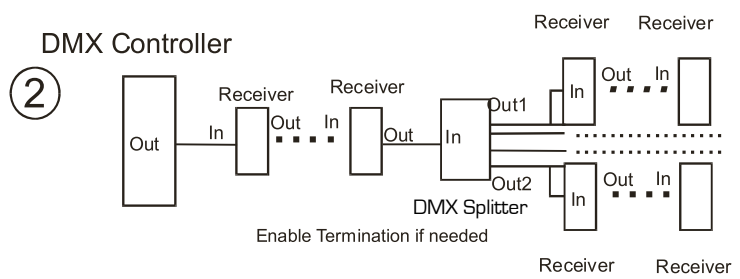 Receiver Receiver
DMX Controller
2
Out In
In
Receiver
Receiver
Out1
Out
In
Out In
Out
In
Out2
Out In
In
DMX Splitter
Enable Termination if needed
Receiver Receiver